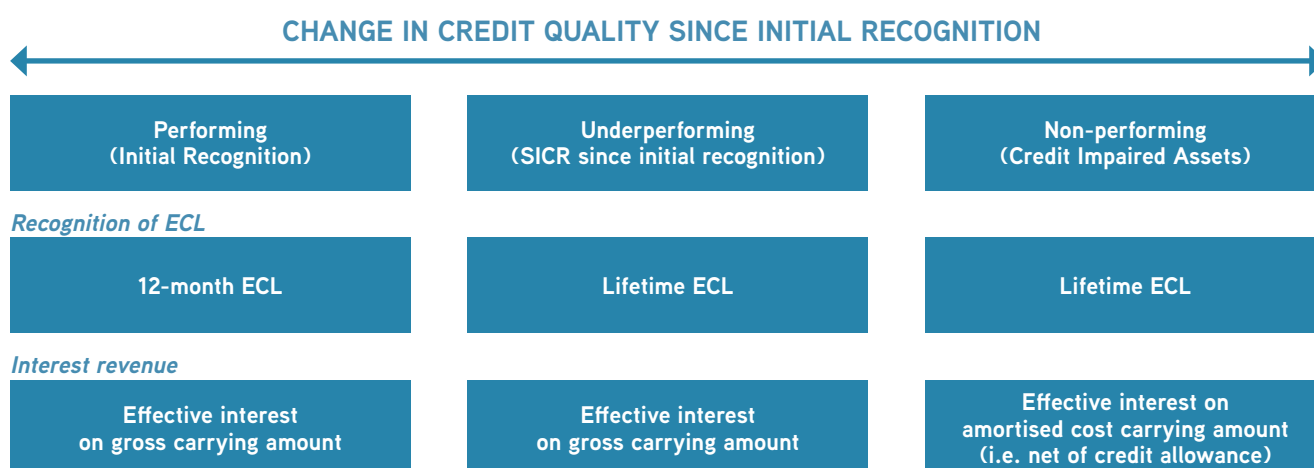 CHANGE IN CREDIT QUALITY SINCE INITIAL RECOGNITION
Performing
(Initial Recognition)
Underperforming
(SICR since initial recognition)
Non-performing
(Credit Impaired Assets)
Recognition of ECL
12-month ECL
Lifetime ECL
Lifetime ECL
Interest revenue
Effective interest
on gross carrying amount
Effective interest
on gross carrying amount
Effective interest on
amortised cost carrying amount
(i.e. net of credit allowance)